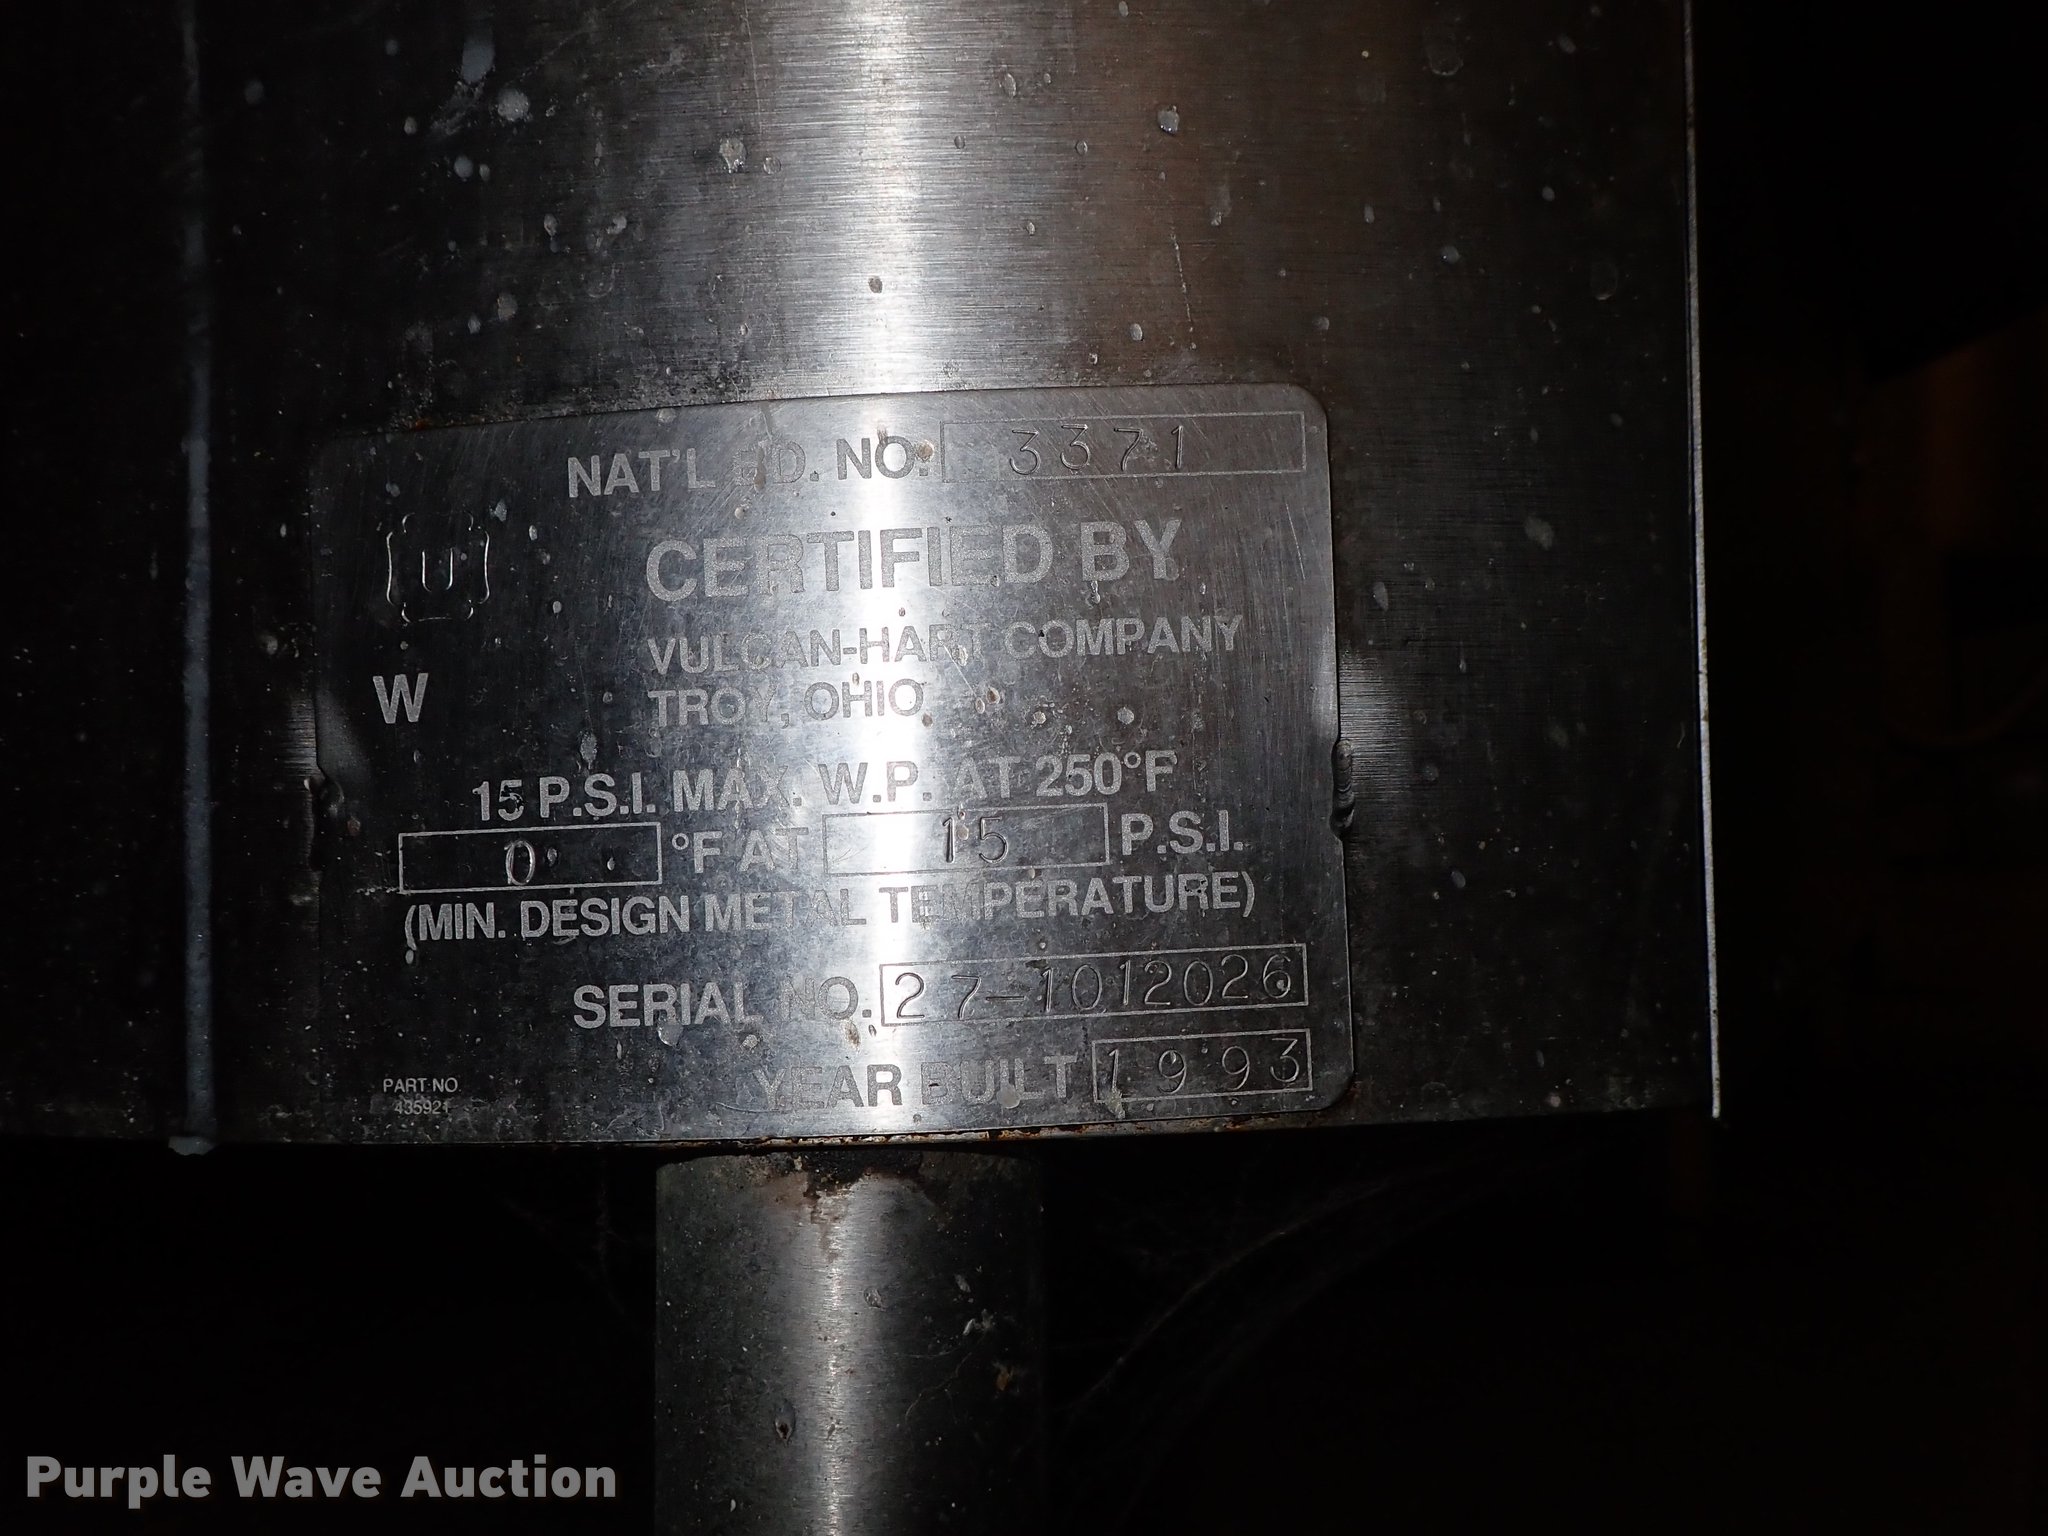 NAT'L BD. NO. 3371
U
CERTIFIED BY
VULCAN-HART COMPANY
W
TROY, OHIO
15 P.S.I. MAX. W.P. AT 250°F
0 °F AT 15 P.S.I.
(MIN. DESIGN METAL TEMPERATURE)
SERIAL NO. 27-1012026
YEAR BUILT 1993
PART NO
435921
Purple Wave Auction